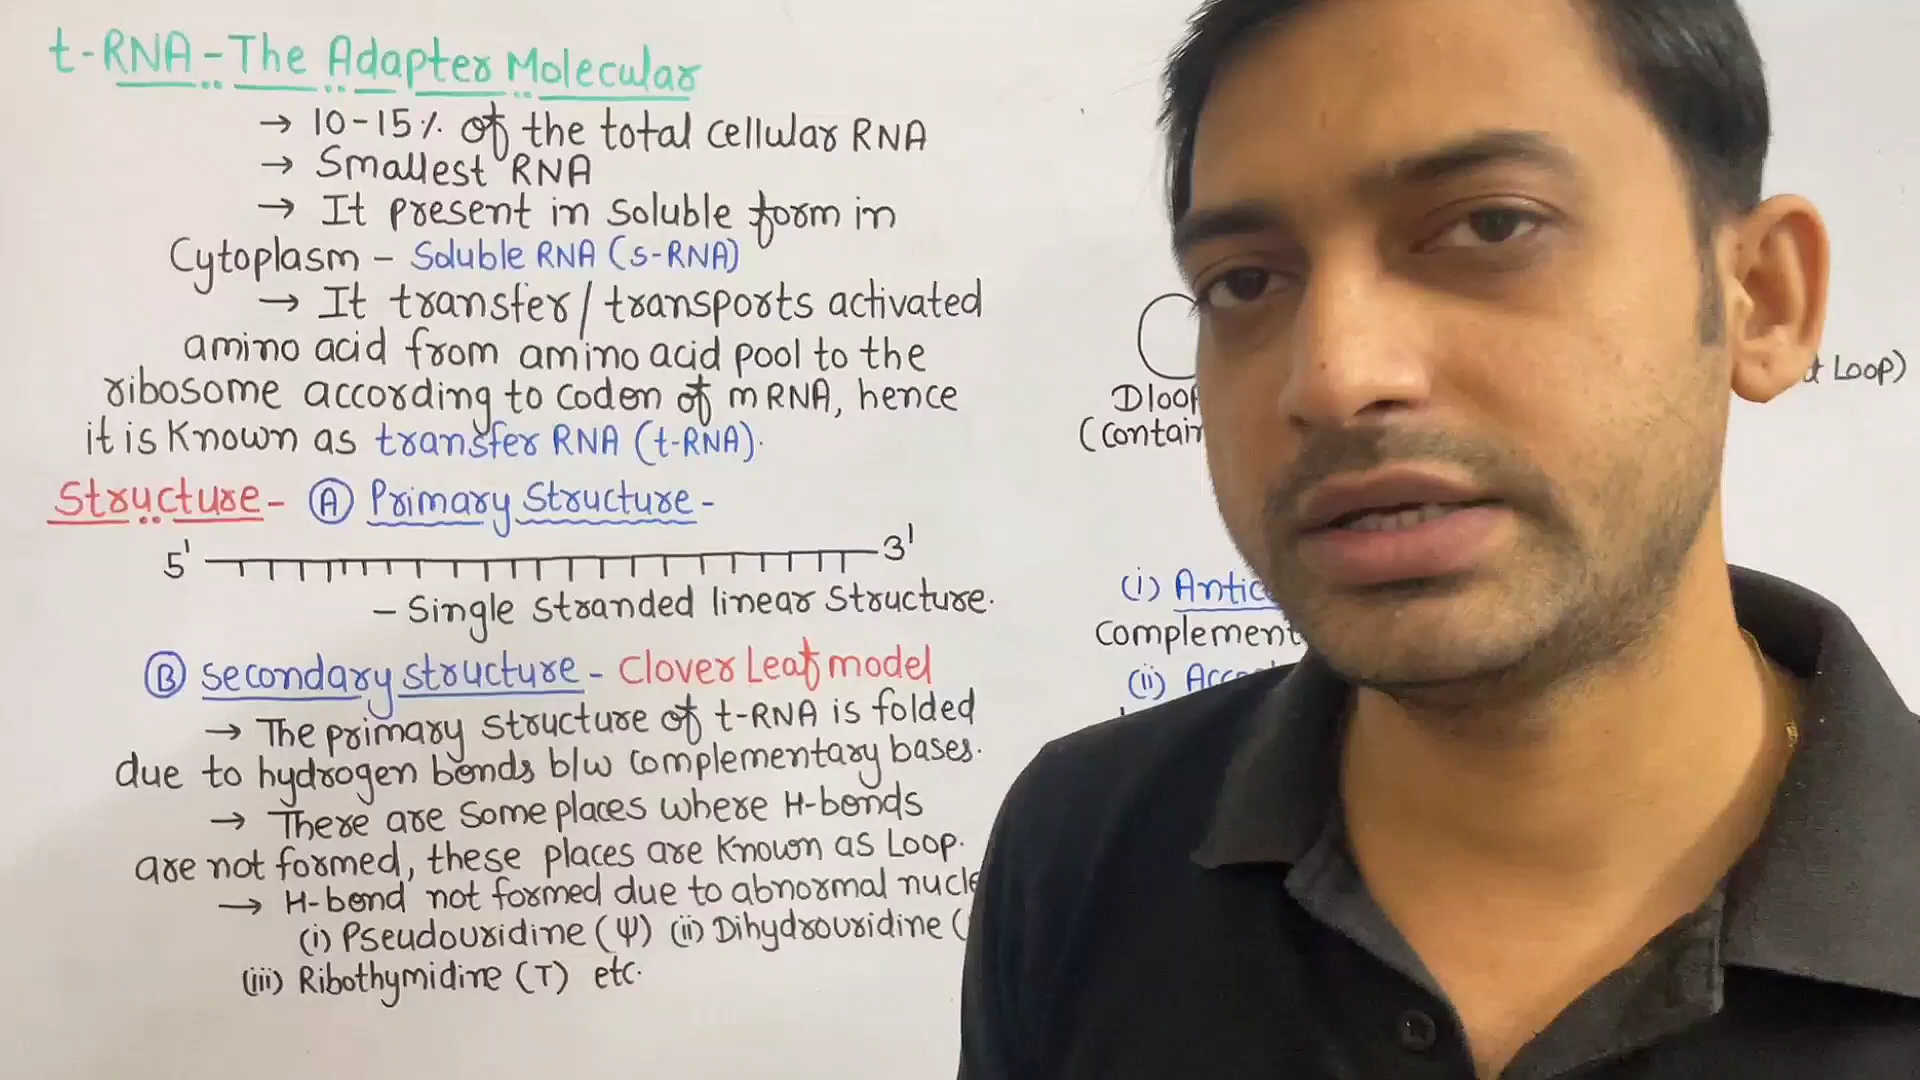 t-RNA - The Adapter Molecular
→ 10-15% of the total cellular RNA
→ Smallest RNA
→ It present in soluble form in
Cytoplasm - Soluble RNA (s-RNA)
→ It transfer/transports activated
amino acid from amino acid pool to the
ribosome according to codon of mRNA, hence
it is known as transfer RNA (t-RNA).
Structure - Ⓐ Primary Structure -
5' 3'
- Single stranded linear structure.
Ⓑ Secondary structure - Clover Leaf model
→ The primary structure of t-RNA is folded
due to hydrogen bonds b/w complementary bases.
→ There are some places where H-bonds
are not formed, these places are known as Loop.
→ H-bond not formed due to abnormal nucle
(i) Pseudouridine (Ψ) (ii) Dihydrouridine (
(iii) Ribothymidine (T) etc.
Loop)
D loop
(contain
(i) Antic
complement
(ii) Acce